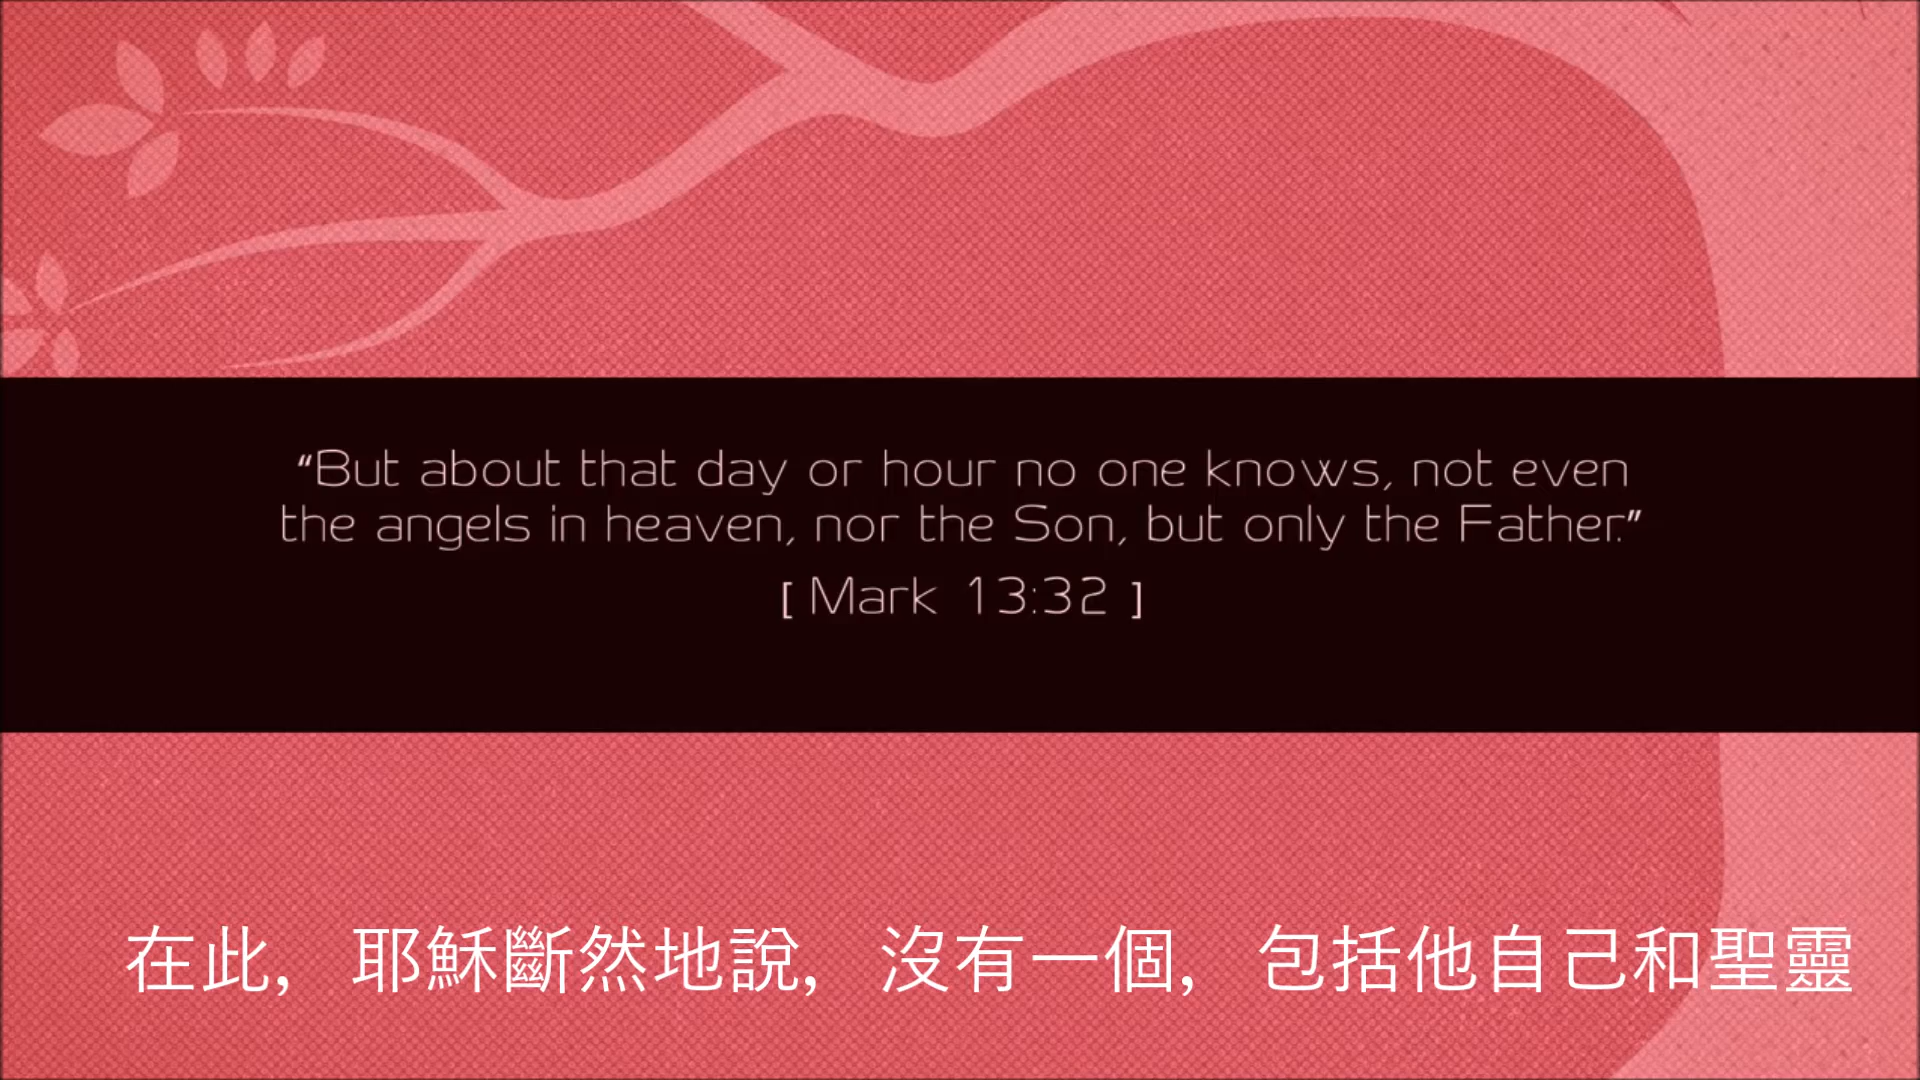 “But about that day or hour no one knows, not even
the angels in heaven, nor the Son, but only the Father.”
[ Mark 13:32 ]
在此, 耶穌斷然地說, 沒有一個, 包括他自己和聖靈